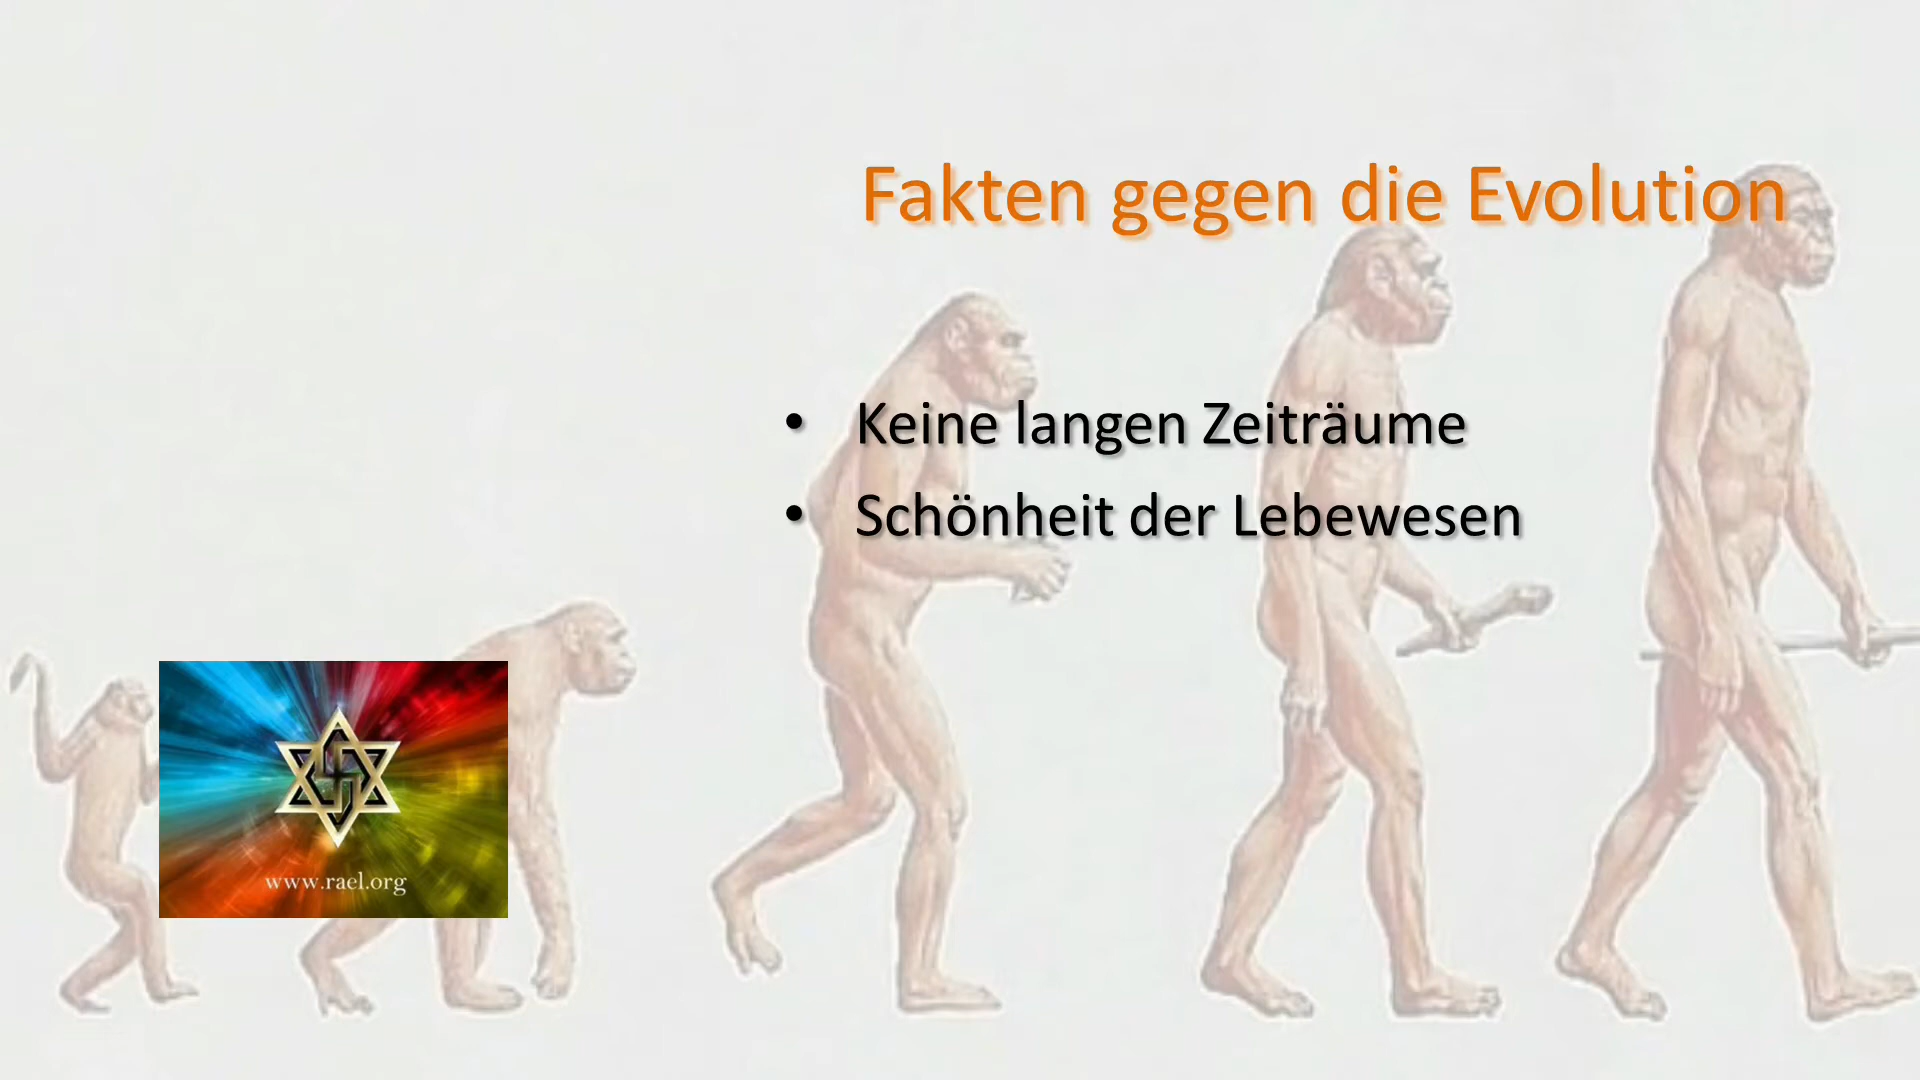 Fakten gegen die Evolution
• Keine langen Zeiträume
• Schönheit der Lebewesen
www.rael.org